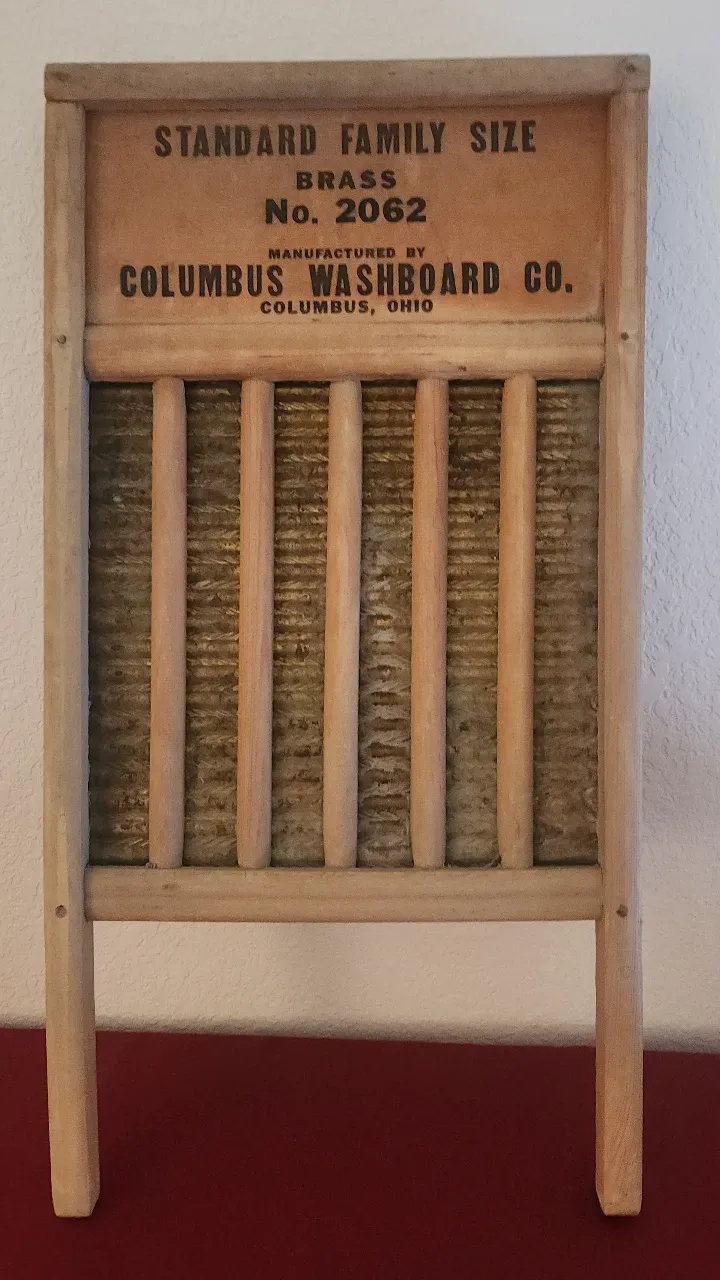 STANDARD FAMILY SIZE
BRASS
No. 2062
MANUFACTURED BY
COLUMBUS WASHBOARD CO.
COLUMBUS, OHIO